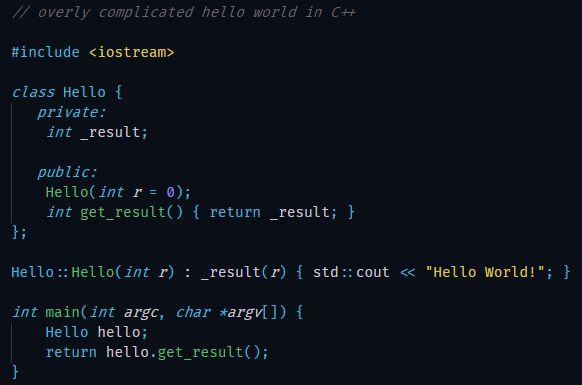 // overly complicated hello world in C++
#include <iostream>
class Hello {
private:
int _result;
public:
Hello(int r = 0);
int get_result() { return _result; }
};
Hello::Hello(int r) : _result(r) { std::cout << "Hello World!"; }
int main(int argc, char *argv[]) {
Hello hello;
return hello.get_result();
}